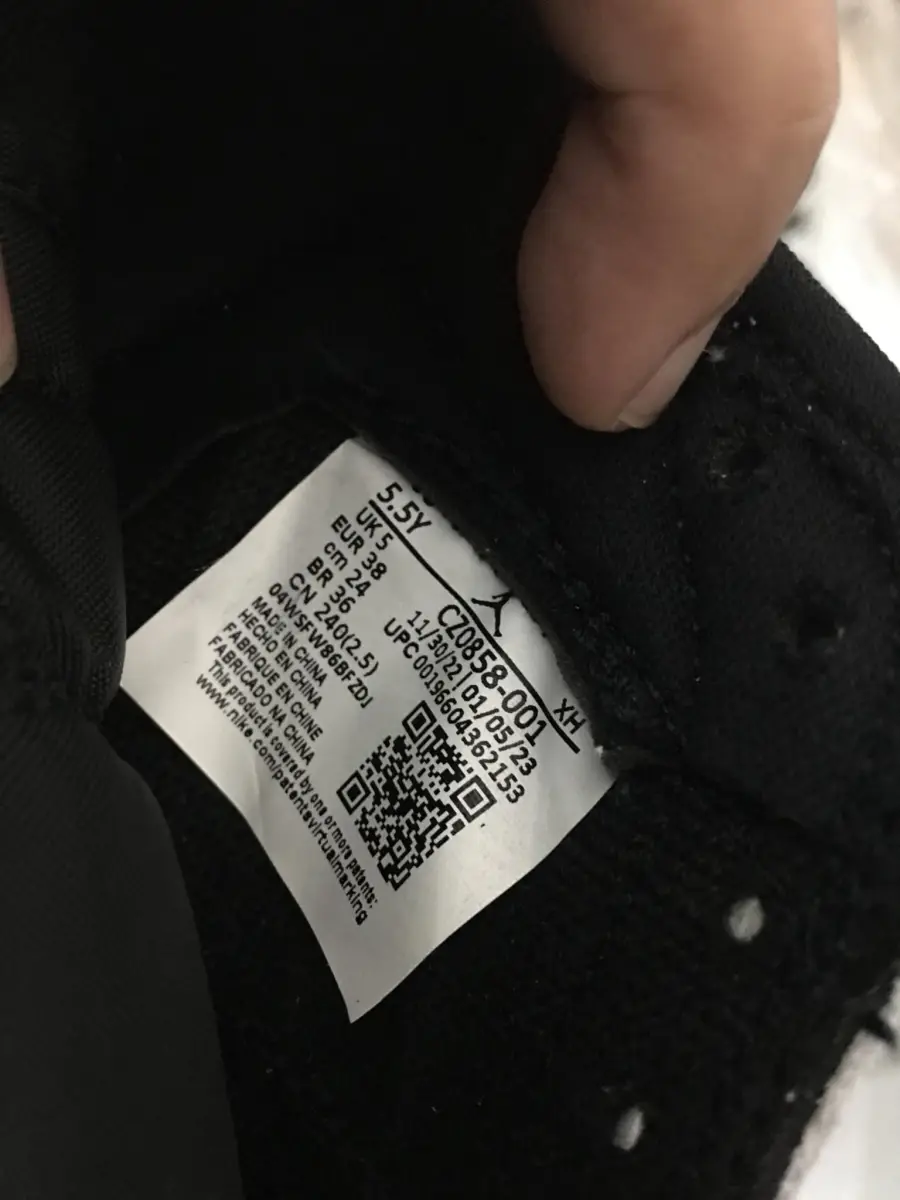 5.5Y
XH
UK 5
EUR 38
cm 24
BR 36
CN 240(2.5)
CZ0858-001
11/30/22 | 01/05/23
UPC 00196604362153
04WSFW86BFZDJ
MADE IN CHINA
HECHO EN CHINA
FABRIQUE EN CHINE
FABRICADO NA CHINA
This product is covered by one or more patents:
www.nike.com/patentsvirtualmarking